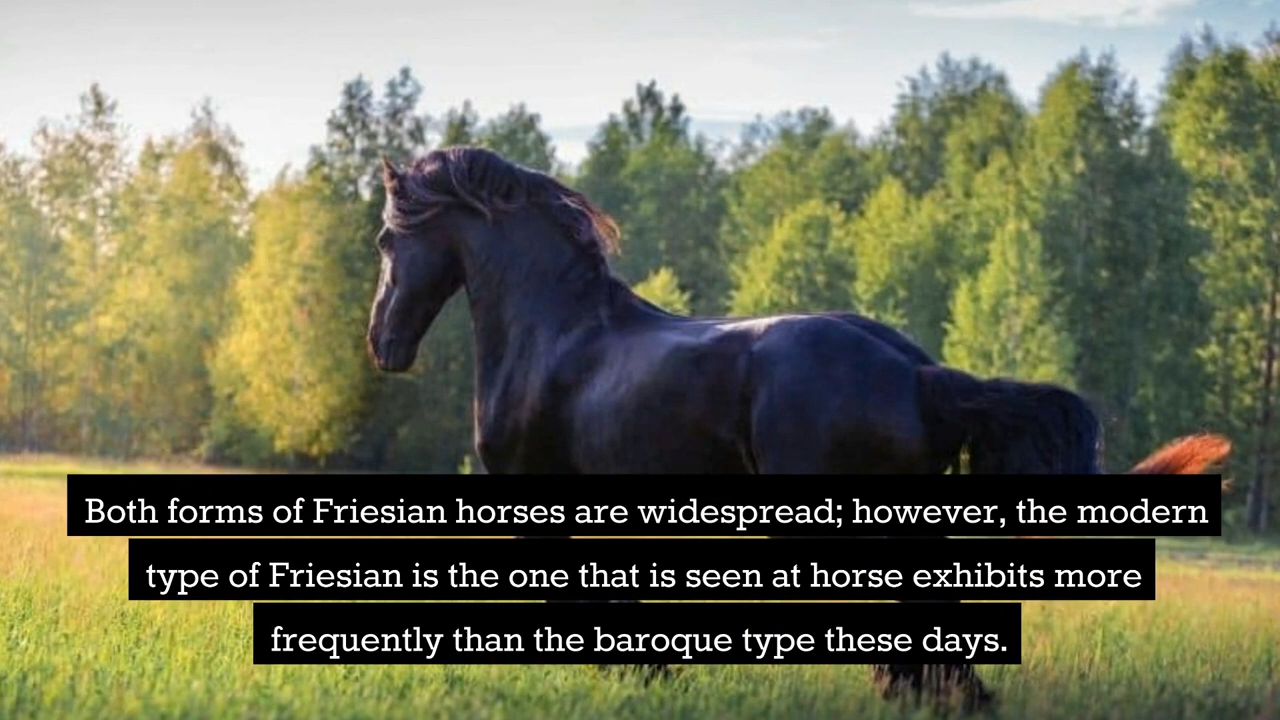 Both forms of Friesian horses are widespread; however, the modern
type of Friesian is the one that is seen at horse exhibits more
frequently than the baroque type these days.